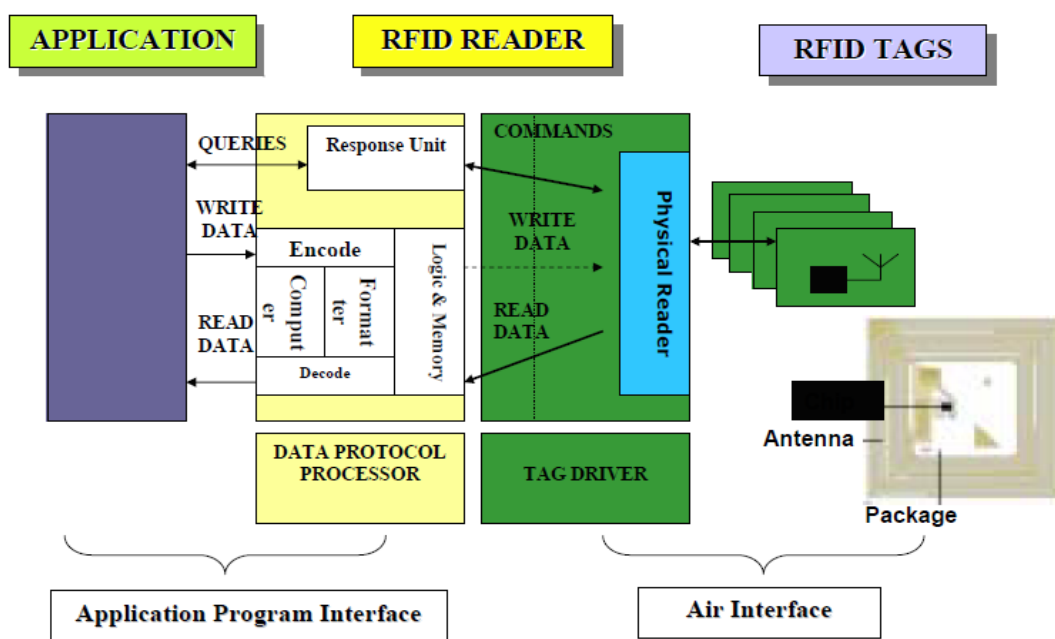 APPLICATION
RFID READER
RFID TAGS
QUERIES
Response Unit
COMMANDS
WRITE
DATA
Encode
Comput
er
Format
ter
Logic & Memory
WRITE
DATA
Physical Reader
READ
DATA
Decode
READ
DATA
Chip
Antenna
Package
DATA PROTOCOL
PROCESSOR
TAG DRIVER
Application Program Interface
Air Interface